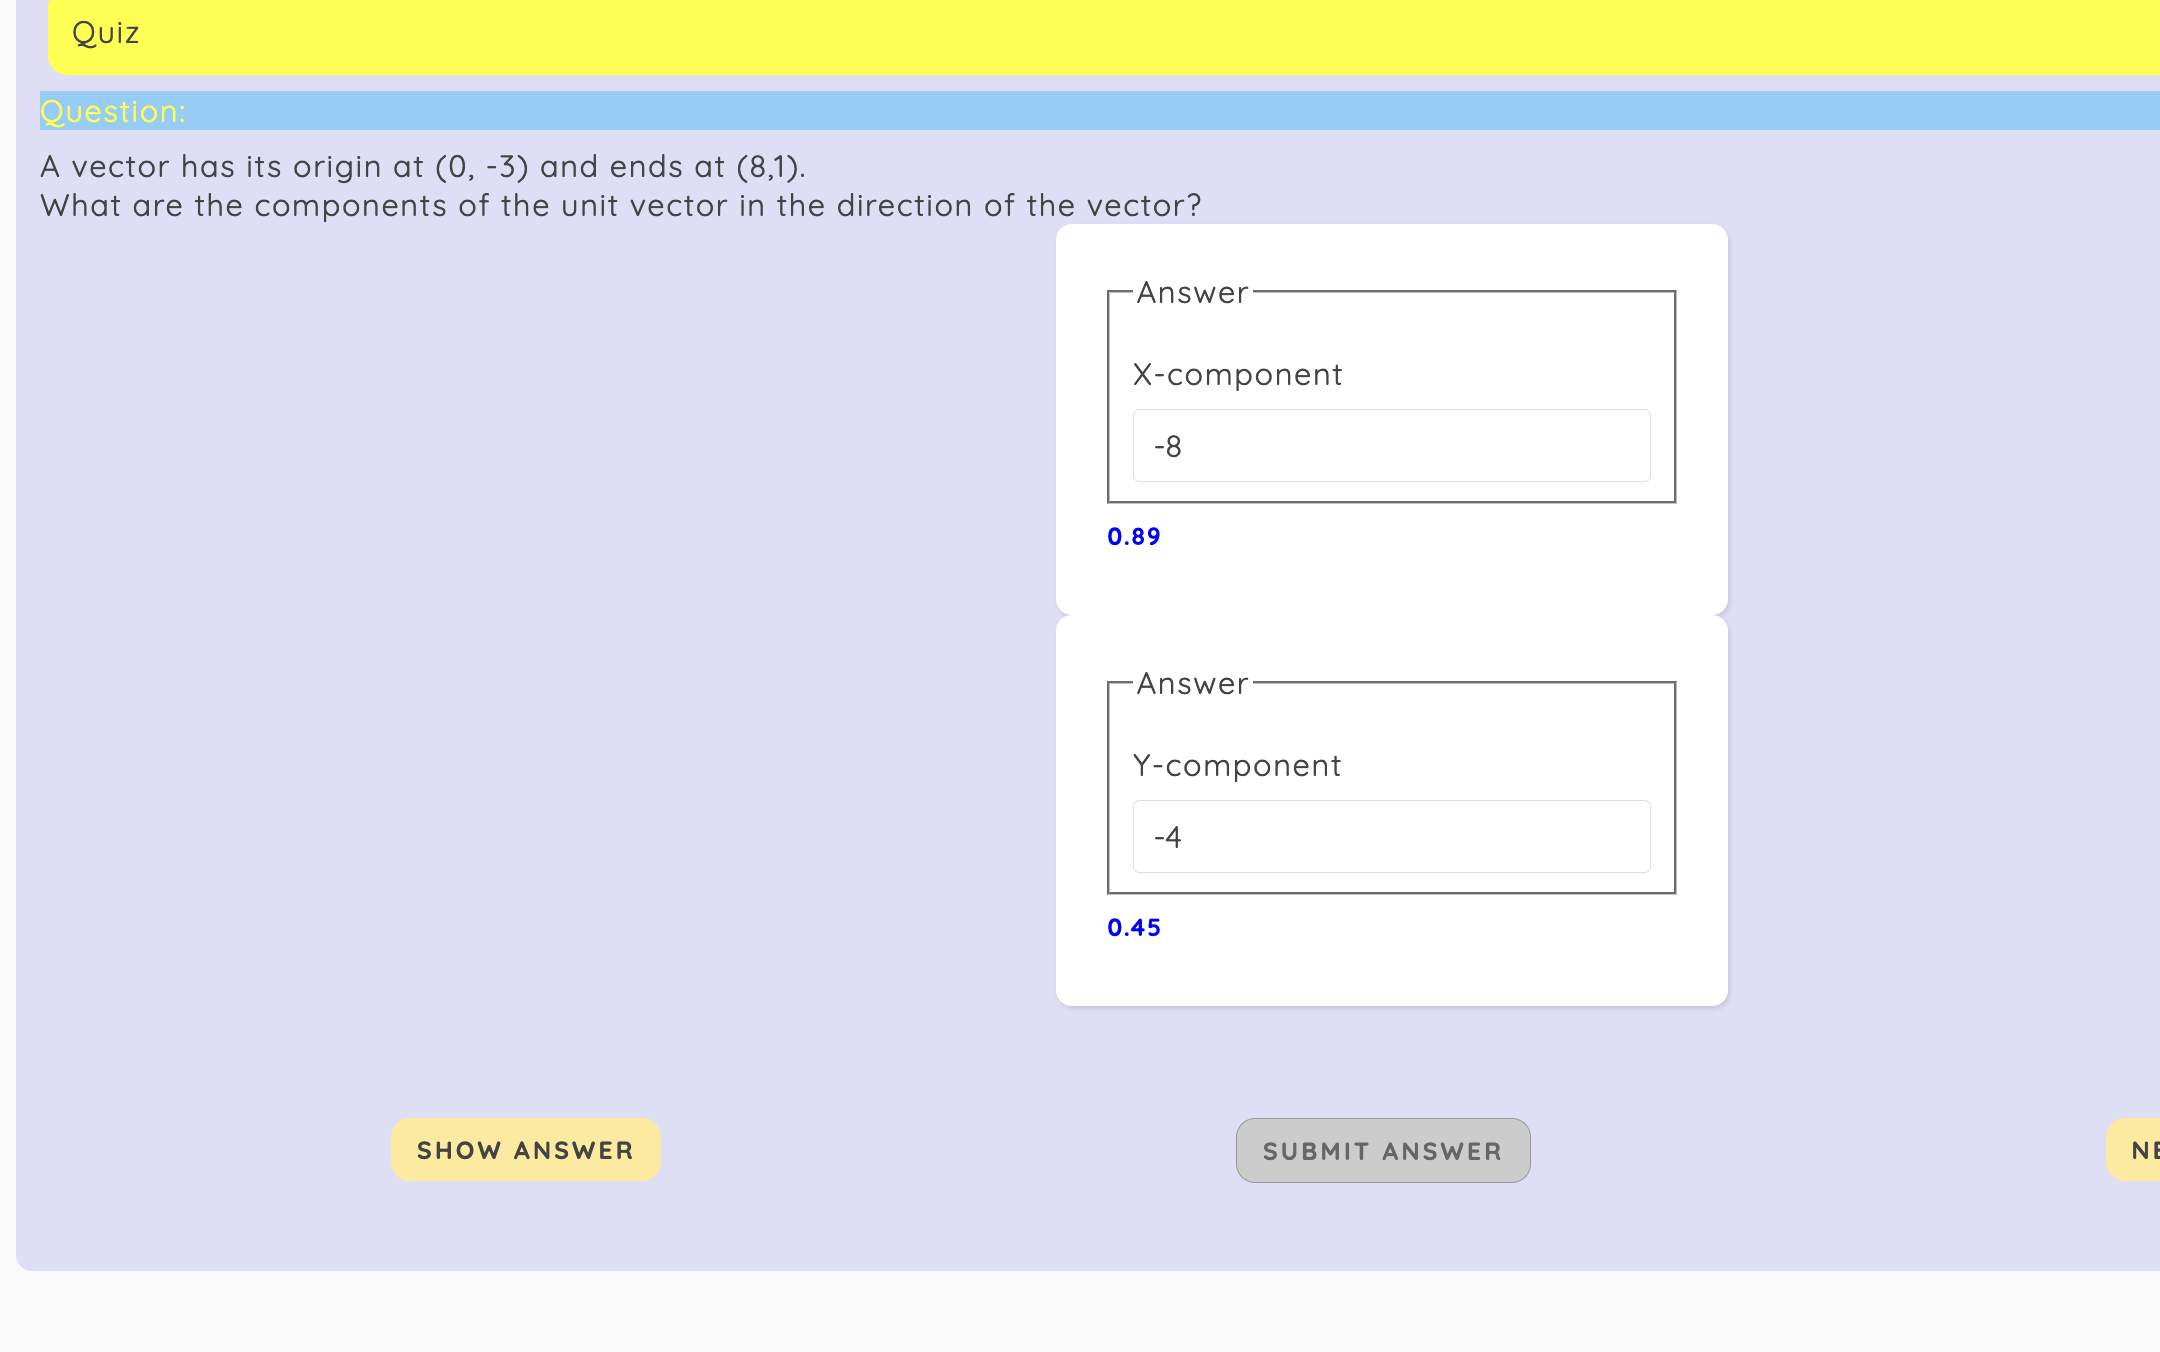 Quiz
Question:
A vector has its origin at (0, -3) and ends at (8,1).
What are the components of the unit vector in the direction of the vector?
Answer
X-component
-8
0.89
Answer
Y-component
-4
0.45
SHOW ANSWER
SUBMIT ANSWER